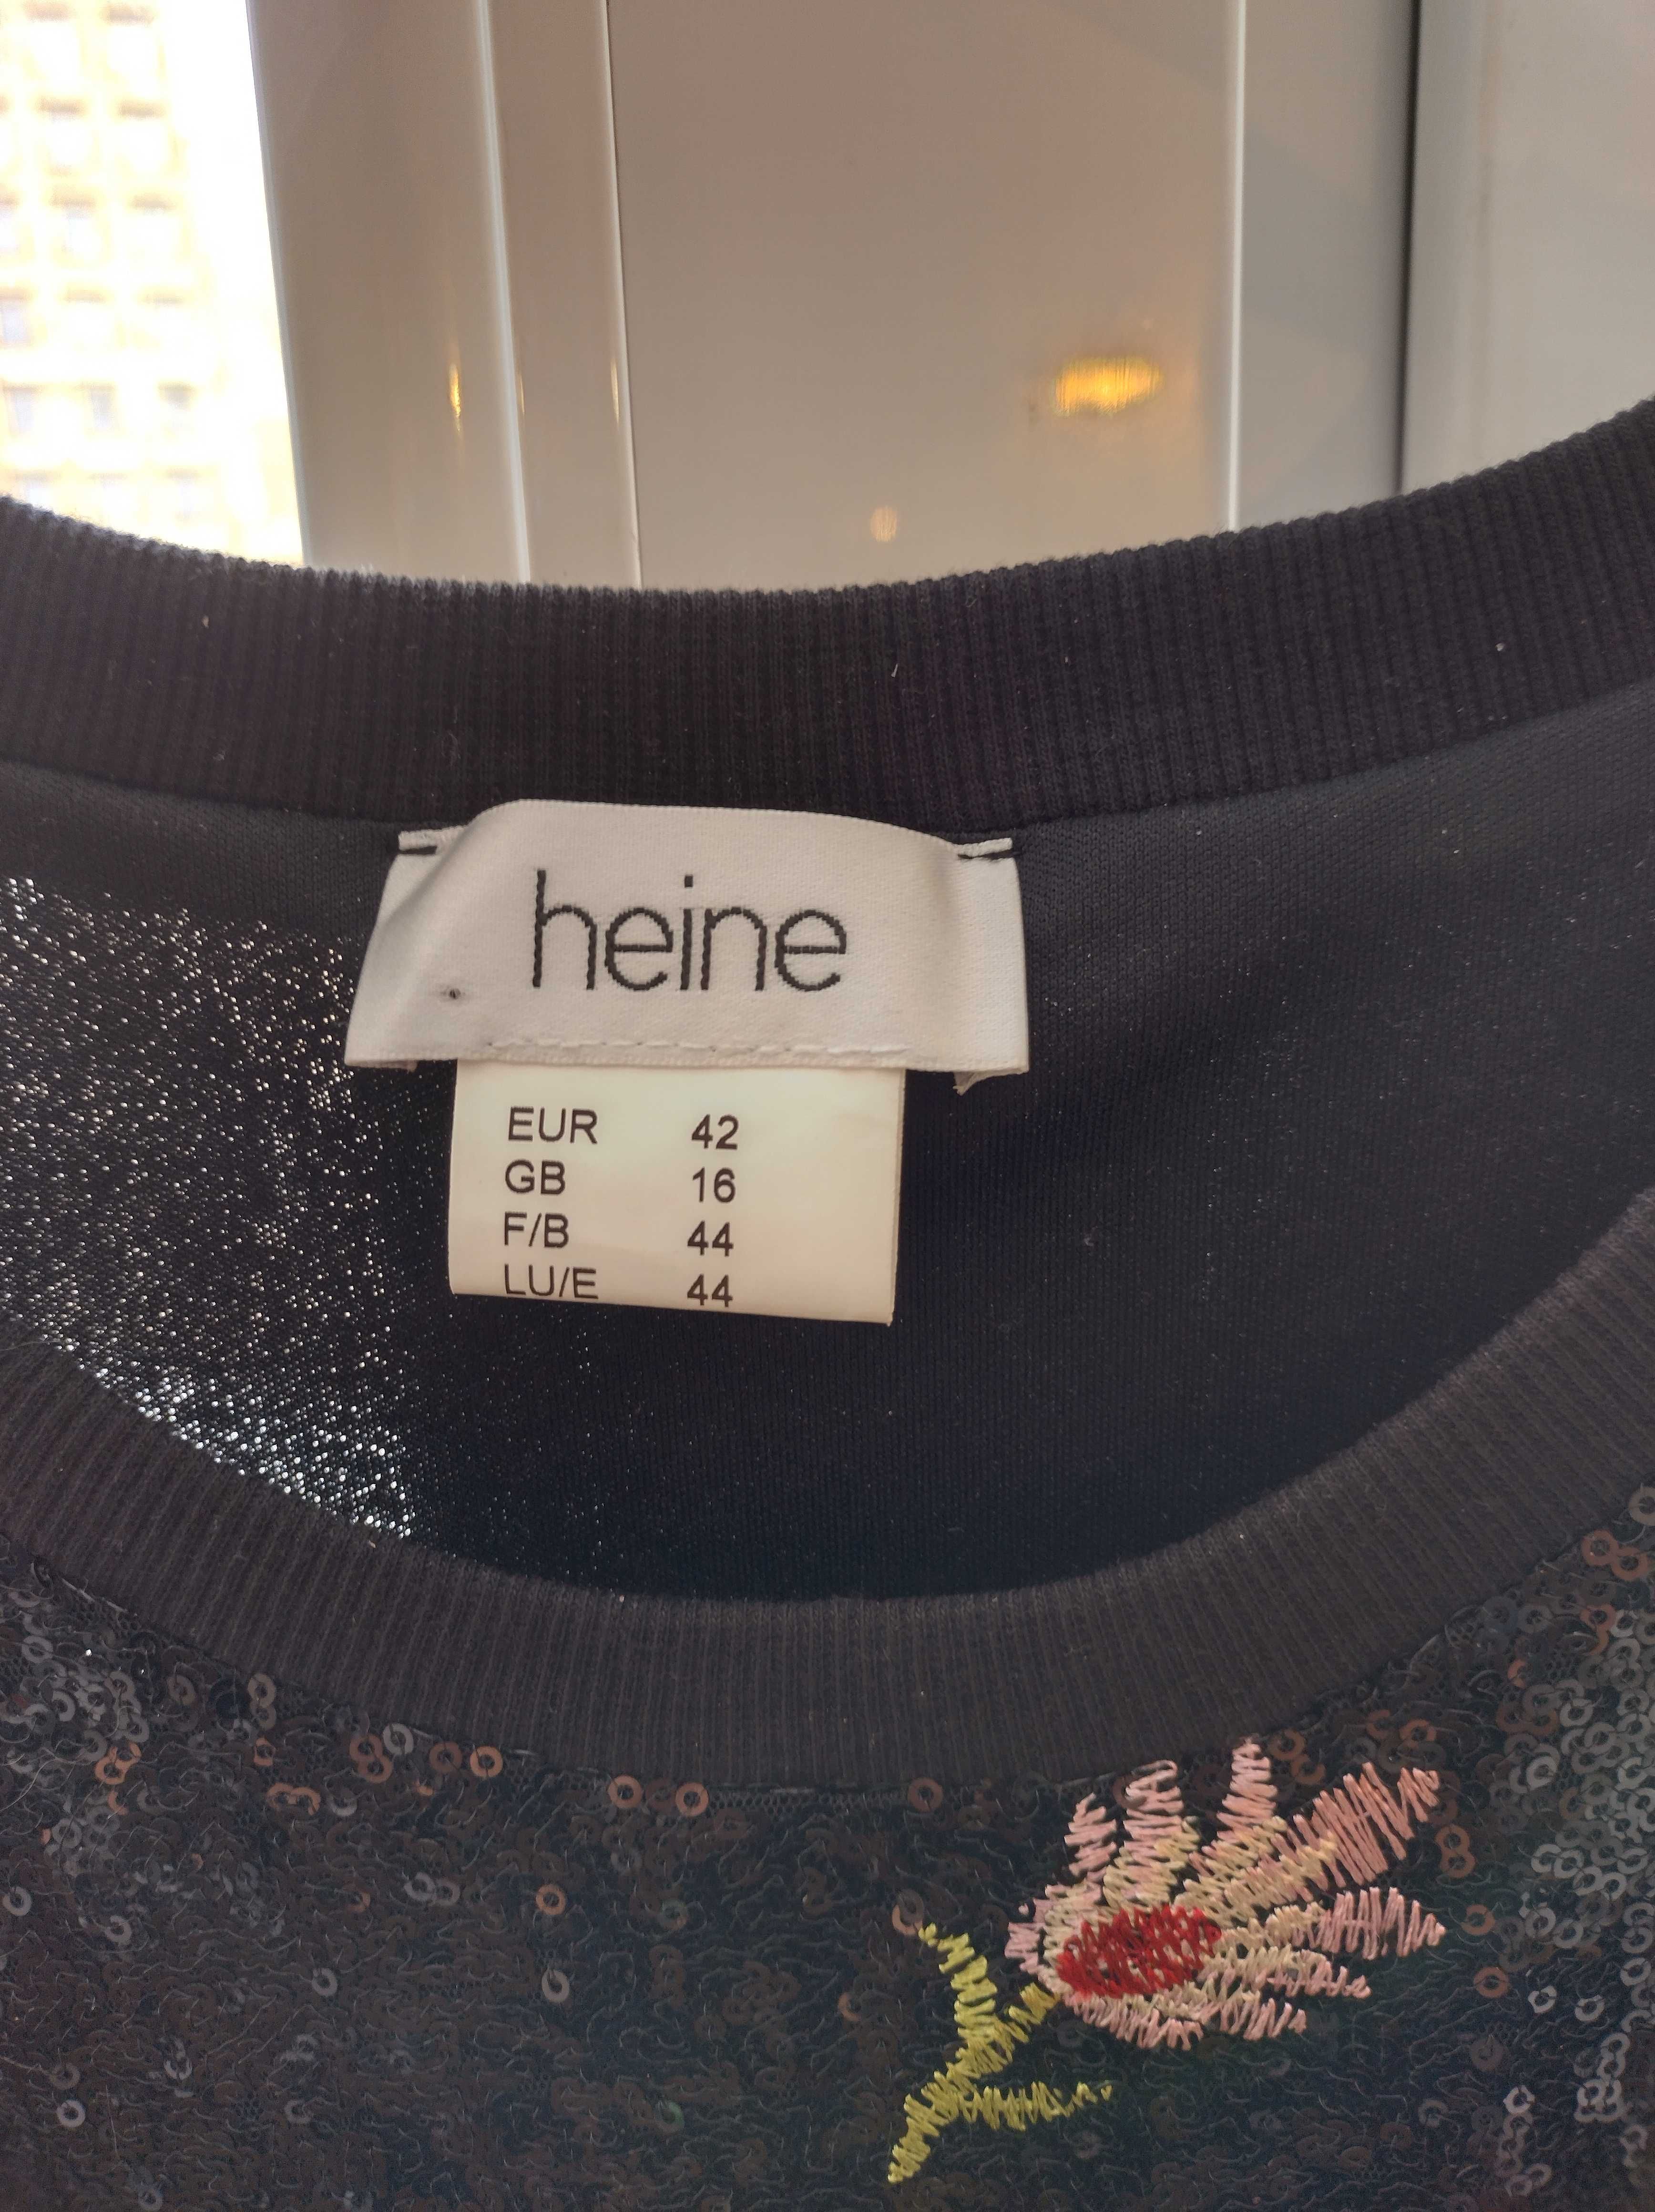 heine
EUR 42
GB 16
F/B 44
LU/E 44